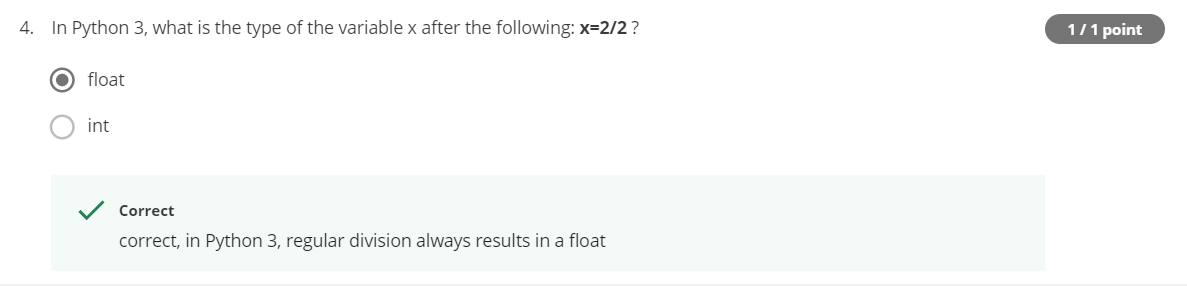 4. In Python 3, what is the type of the variable x after the following: x=2/2 ?
1 / 1 point
float
int
Correct
correct, in Python 3, regular division always results in a float